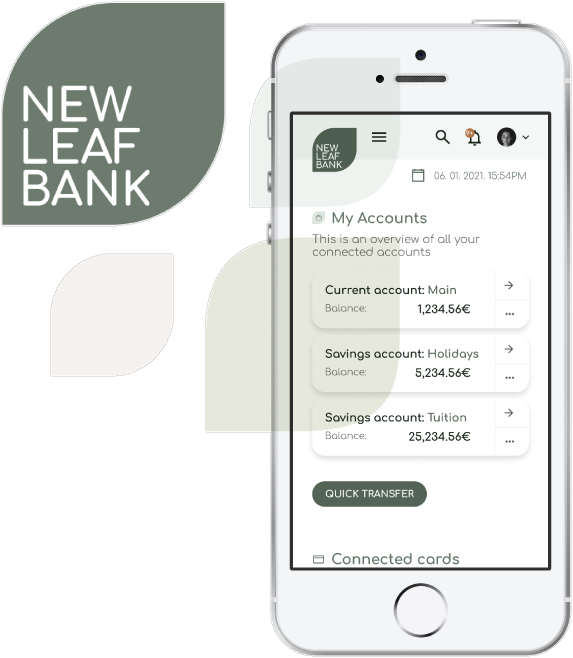 NEW
LEAF
BANK
NEW
LEAF
BANK
06. 01. 2021. 15:54PM
My Accounts
This is an overview of all your
connected accounts
Current account: Main
Balance: 1,234.56€
Savings account: Holidays
Balance: 5,234.56€
Savings account: Tuition
Balance: 25,234.56€
QUICK TRANSFER
Connected cards